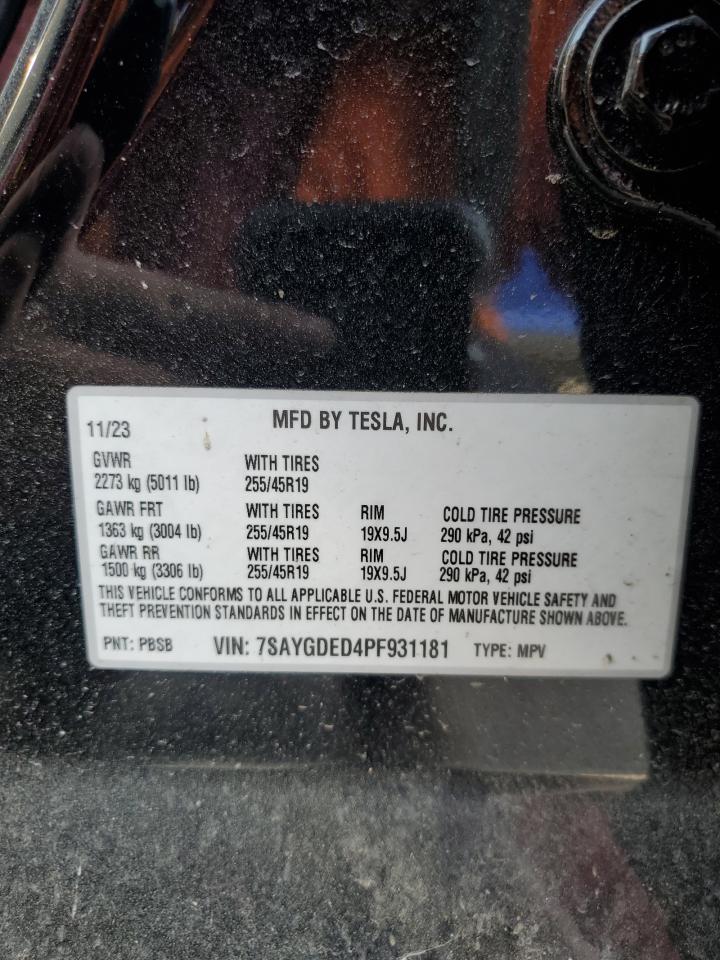 MFD BY TESLA, INC.
11/23
GVWR WITH TIRES
2273 kg (5011 lb) 255/45R19
GAWR FRT WITH TIRES RIM COLD TIRE PRESSURE
1363 kg (3004 lb) 255/45R19 19X9.5J 290 kPa, 42 psi
GAWR RR WITH TIRES RIM COLD TIRE PRESSURE
1500 kg (3306 lb) 255/45R19 19X9.5J 290 kPa, 42 psi
THIS VEHICLE CONFORMS TO ALL APPLICABLE U.S. FEDERAL MOTOR VEHICLE SAFETY AND
THEFT PREVENTION STANDARDS IN EFFECT ON THE DATE OF MANUFACTURE SHOWN ABOVE.
PNT: PBSB VIN: 7SAYGDED4PF931181 TYPE: MPV